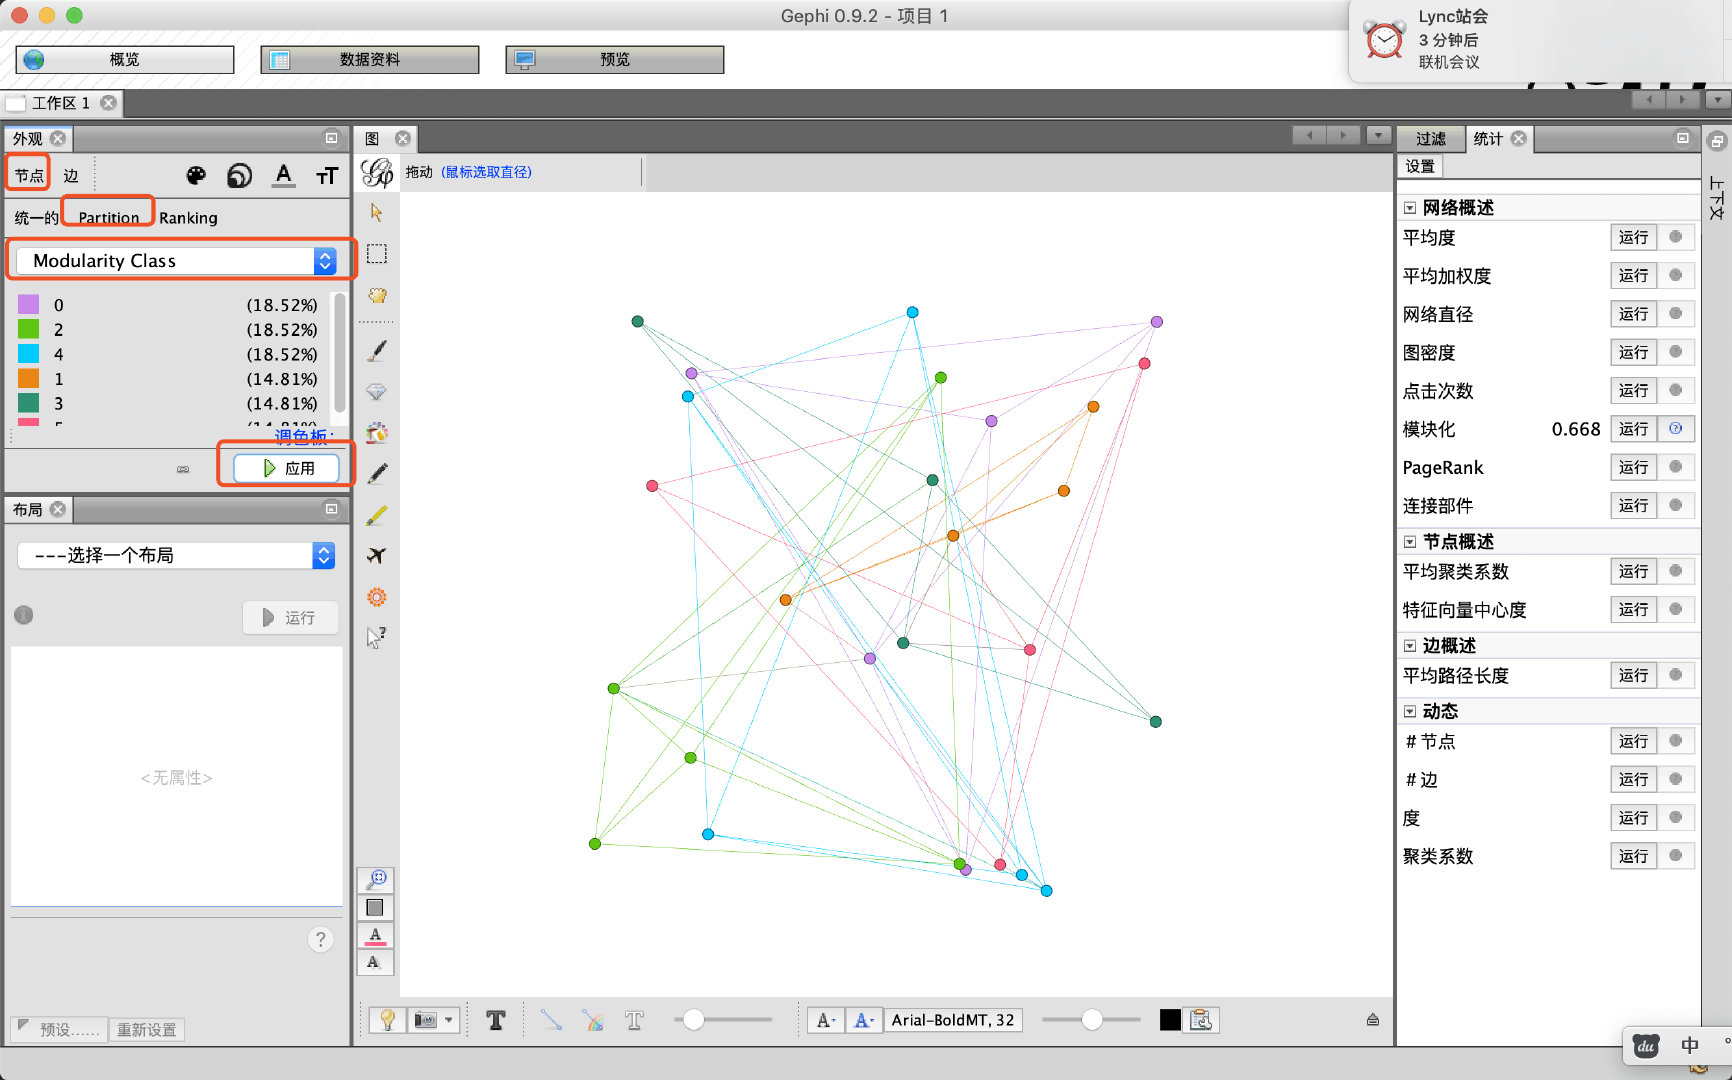 Gephi 0.9.2 - 项目 1
Lync站会
3 分钟后
联机会议
概览
数据资料
预览
工作区 1
外观
节点
边
统一的
Partition
Ranking
Modularity Class
0 (18.52%)
2 (18.52%)
4 (18.52%)
1 (14.81%)
3 (14.81%)
调色板:
应用
布局
---选择一个布局
运行
<无属性>
?
预设......
重新设置
图
拖动 (鼠标选取直径)
Arial-BoldMT, 32
过滤
统计
设置
网络概述
平均度 运行
平均加权度 运行
网络直径 运行
图密度 运行
点击次数 运行
模块化 0.668 运行
PageRank 运行
连接部件 运行
节点概述
平均聚类系数 运行
特征向量中心度 运行
边概述
平均路径长度 运行
动态
# 节点 运行
# 边 运行
度 运行
聚类系数 运行
上下文
du 中